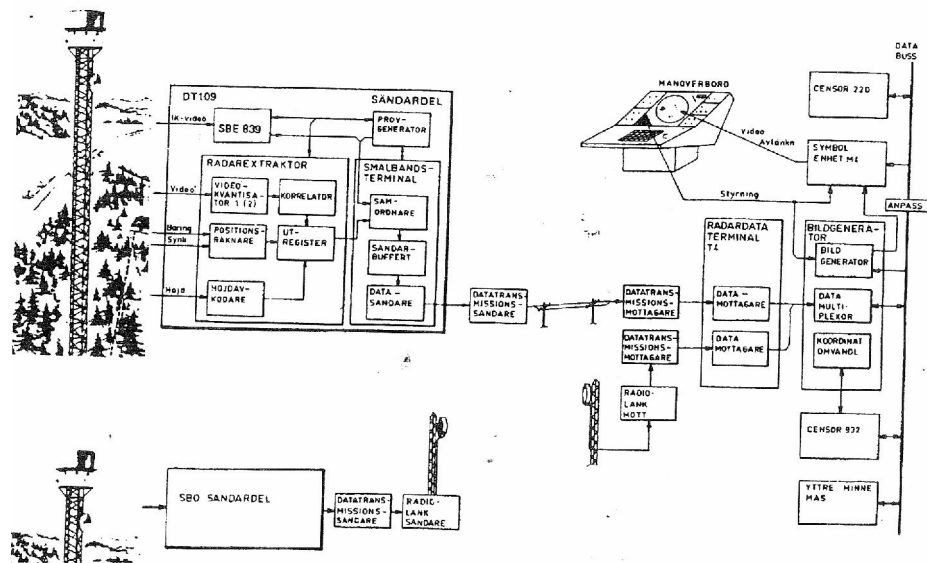 DT109
SÄNDARDEL
IK-video
SBE 839
PROV-
GENERATOR
RADAREXTRAKTOR
SMALBANDS-
TERMINAL
Video
VIDEO-
KVANTISA-
TOR 1 (2)
KORRELATOR
SAM-
ORDNARE
Bäring
Synk
POSITIONS-
RÄKNARE
UT-
REGISTER
SÄNDAR-
BUFFERT
Höjd
HÖJDAV-
KODARE
DATA-
SÄNDARE
DATATRANS-
MISSIONS-
SÄNDARE
MANÖVERBORD
Video
Avlänkn
Styrning
DATA
BUSS
CENSOR 220
SYMBOL
ENHET M4
ANPASS
RADARDATA
TERMINAL
T4
BILDGENERA-
TOR
BILD
GENERATOR
DATATRANS-
MISSIONS-
MOTTAGARE
DATA-
MOTTAGARE
DATA
MULTI-
PLEXOR
DATATRANS-
MISSIONS-
MOTTAGARE
DATA
MOTTAGARE
KOORDINAT
OMVANDL
RADIO-
LÄNK
MOTT
CENSOR 932
SBÖ SÄNDARDEL
DATATRANS-
MISSIONS-
SÄNDARE
RADIO-
LÄNK
SÄNDARE
YTTRE MINNE
MAS